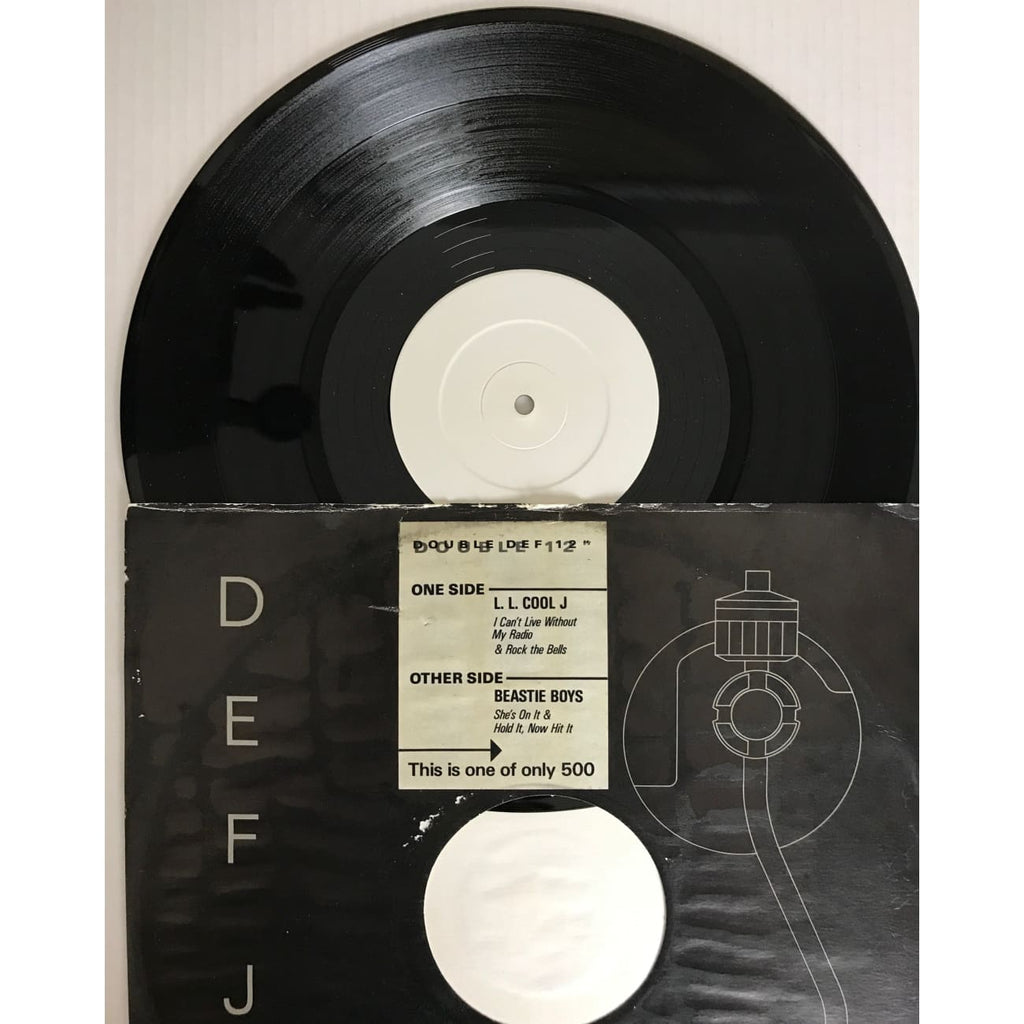 DOUBLE DEF 12"
ONE SIDE
L. L. COOL J
I Can't Live Without
My Radio
& Rock the Bells
OTHER SIDE
BEASTIE BOYS
She's On It &
Hold It, Now Hit It
This is one of only 500
D
E
F
J